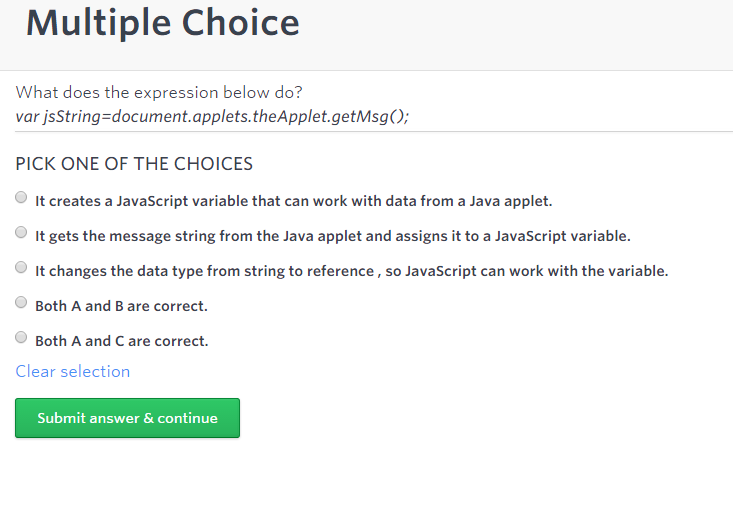 Multiple Choice
What does the expression below do?
var jsString=document.applets.theApplet.getMsg();
PICK ONE OF THE CHOICES
It creates a JavaScript variable that can work with data from a Java applet.
It gets the message string from the Java applet and assigns it to a JavaScript variable.
It changes the data type from string to reference , so JavaScript can work with the variable.
Both A and B are correct.
Both A and C are correct.
Clear selection
Submit answer & continue